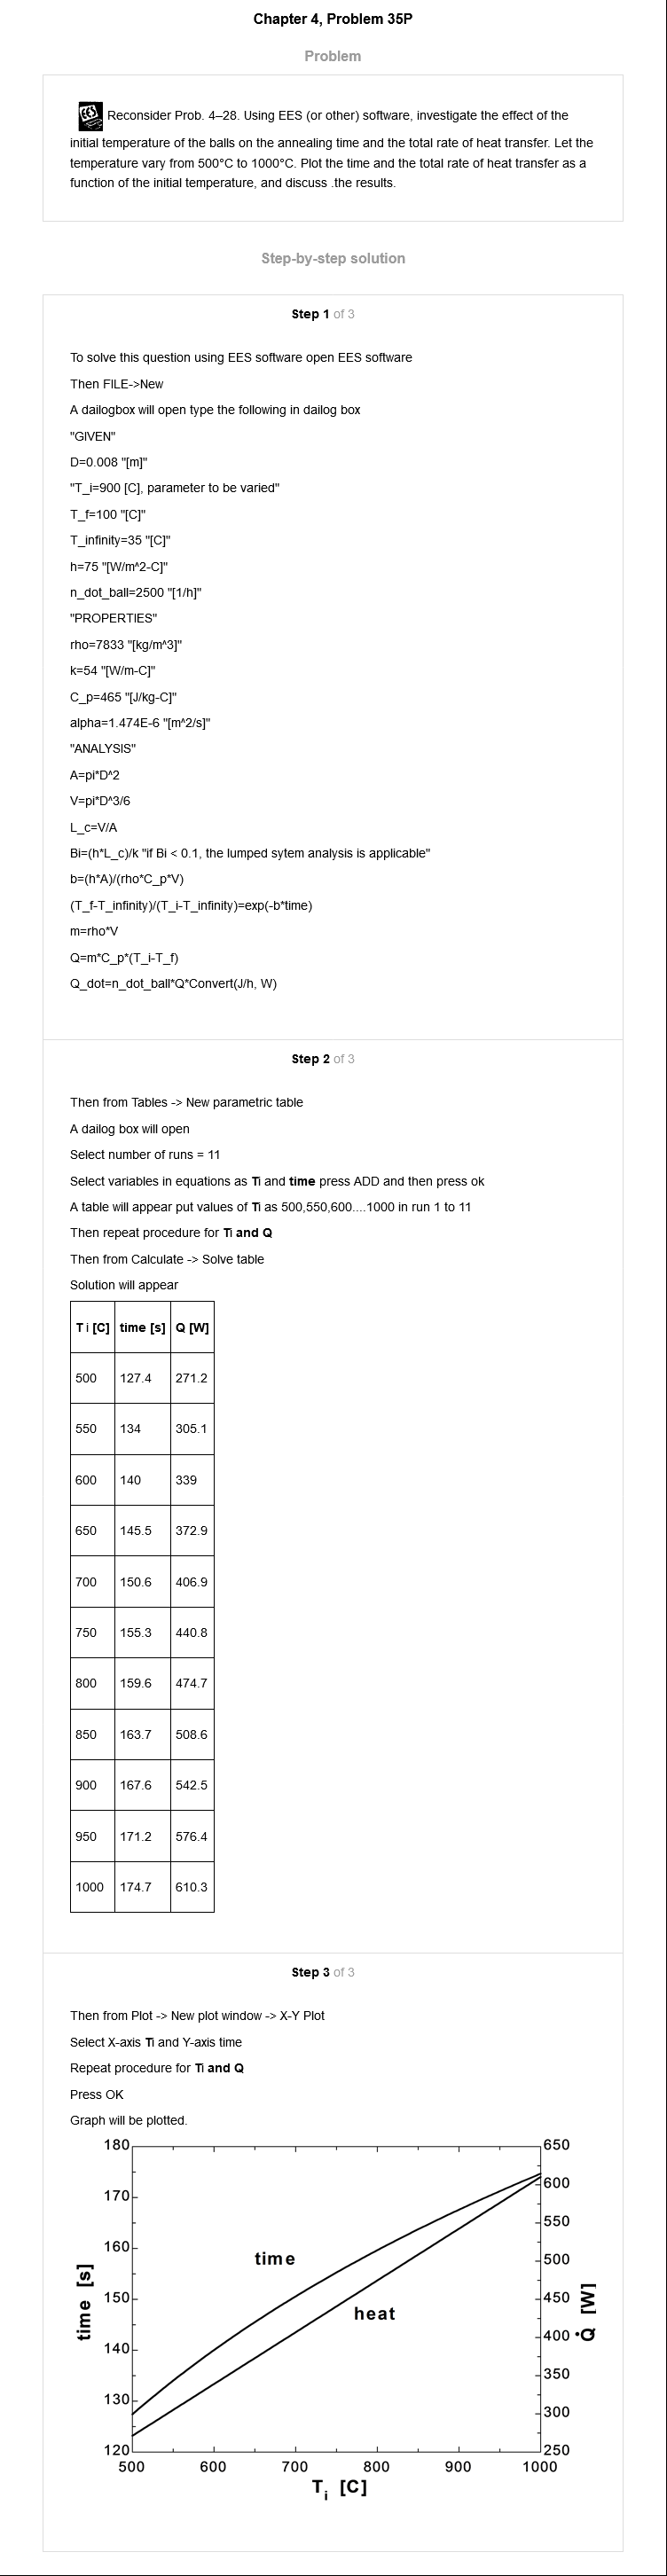 Chapter 4, Problem 35P
Problem
EES Reconsider Prob. 4–28. Using EES (or other) software, investigate the effect of the
initial temperature of the balls on the annealing time and the total rate of heat transfer. Let the
temperature vary from 500°C to 1000°C. Plot the time and the total rate of heat transfer as a
function of the initial temperature, and discuss .the results.
Step-by-step solution
Step 1 of 3
To solve this question using EES software open EES software
Then FILE->New
A dailogbox will open type the following in dailog box
"GIVEN"
D=0.008 "[m]"
"T_i=900 [C], parameter to be varied"
T_f=100 "[C]"
T_infinity=35 "[C]"
h=75 "[W/m^2-C]"
n_dot_ball=2500 "[1/h]"
"PROPERTIES"
rho=7833 "[kg/m^3]"
k=54 "[W/m-C]"
C_p=465 "[J/kg-C]"
alpha=1.474E-6 "[m^2/s]"
"ANALYSIS"
A=pi*D^2
V=pi*D^3/6
L_c=V/A
Bi=(h*L_c)/k "if Bi < 0.1, the lumped sytem analysis is applicable"
b=(h*A)/(rho*C_p*V)
(T_f-T_infinity)/(T_i-T_infinity)=exp(-b*time)
m=rho*V
Q=m*C_p*(T_i-T_f)
Q_dot=n_dot_ball*Q*Convert(J/h, W)
Step 2 of 3
Then from Tables -> New parametric table
A dailog box will open
Select number of runs = 11
Select variables in equations as Ti and time press ADD and then press ok
A table will appear put values of Ti as 500,550,600....1000 in run 1 to 11
Then repeat procedure for Ti and Q
Then from Calculate -> Solve table
Solution will appear
T i [C] time [s] Q [W]
500 127.4 271.2
550 134 305.1
600 140 339
650 145.5 372.9
700 150.6 406.9
750 155.3 440.8
800 159.6 474.7
850 163.7 508.6
900 167.6 542.5
950 171.2 576.4
1000 174.7 610.3
Step 3 of 3
Then from Plot -> New plot window -> X-Y Plot
Select X-axis Ti and Y-axis time
Repeat procedure for Ti and Q
Press OK
Graph will be plotted.
180 650
170 600
160 550
150 500
140 450
130 400
120 350
300
250
time [s]
time
heat
Q [W]
500 600 700 800 900 1000
Ti [C]